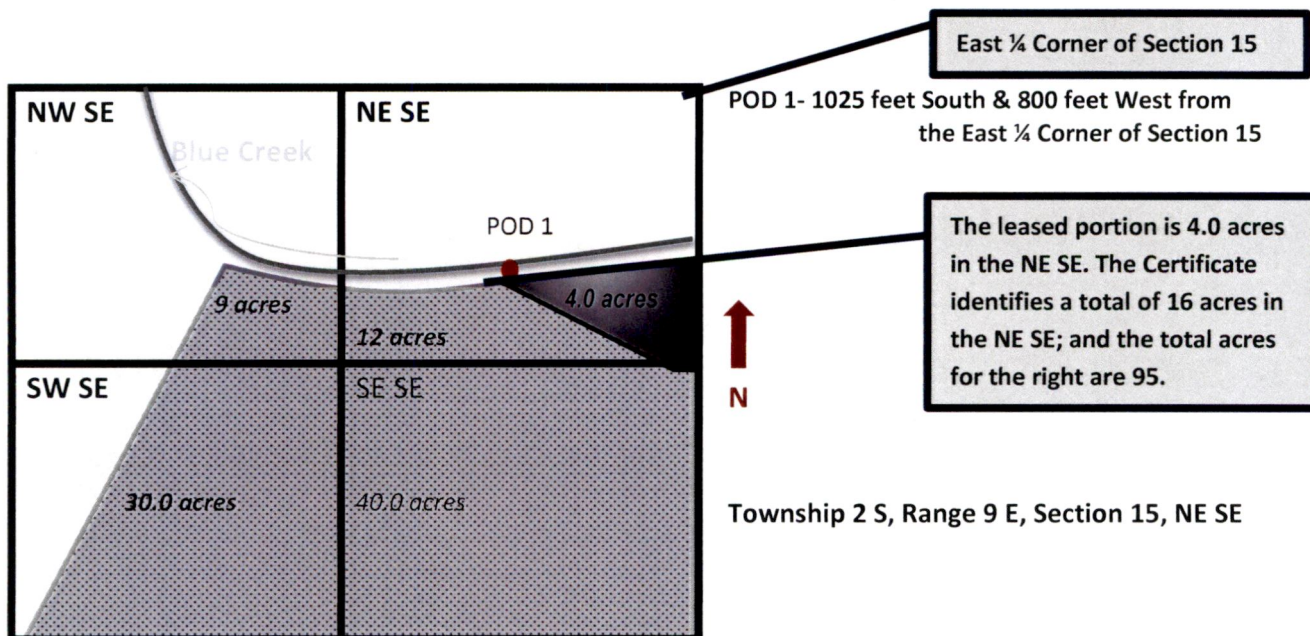 East ¼ Corner of Section 15
NW SE
NE SE
POD 1- 1025 feet South & 800 feet West from
the East ¼ Corner of Section 15
Blue Creek
POD 1
The leased portion is 4.0 acres
in the NE SE. The Certificate
identifies a total of 16 acres in
the NE SE; and the total acres
for the right are 95.
9 acres
4.0 acres
12 acres
N
SW SE
SE SE
30.0 acres
40.0 acres
Township 2 S, Range 9 E, Section 15, NE SE